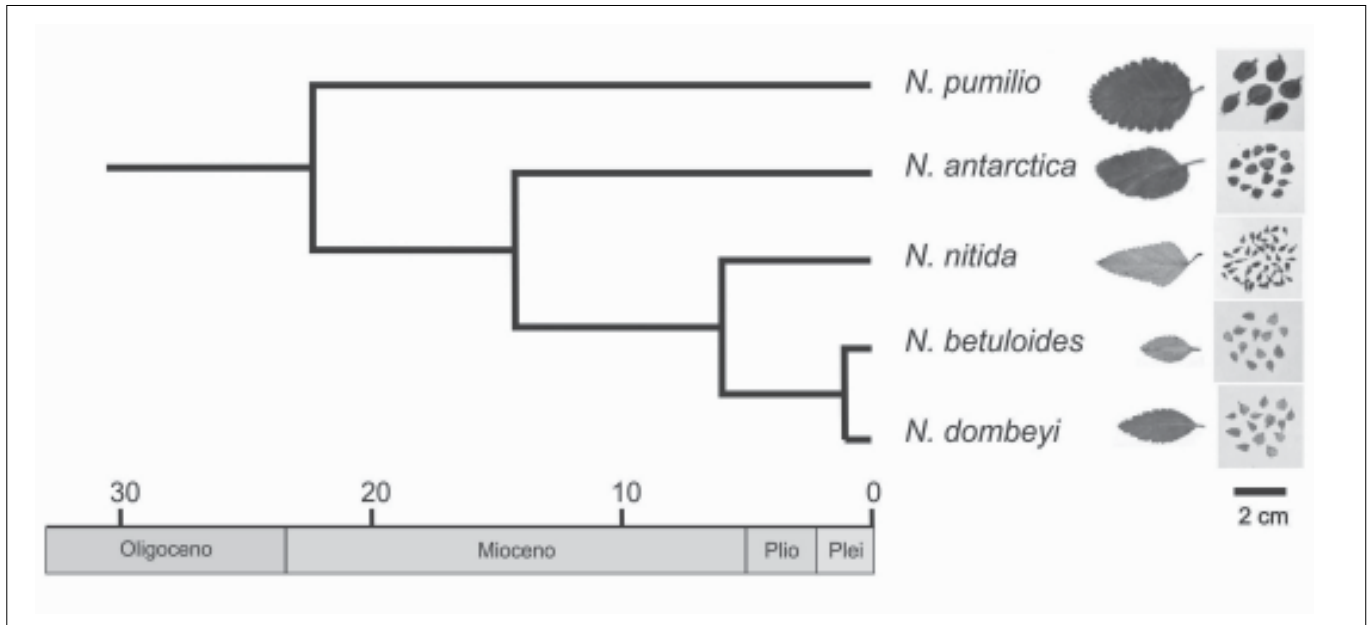 N. pumilio
N. antarctica
N. nitida
N. betuloides
N. dombeyi
30 20 10 0
2 cm
Oligoceno Mioceno Plio Plei